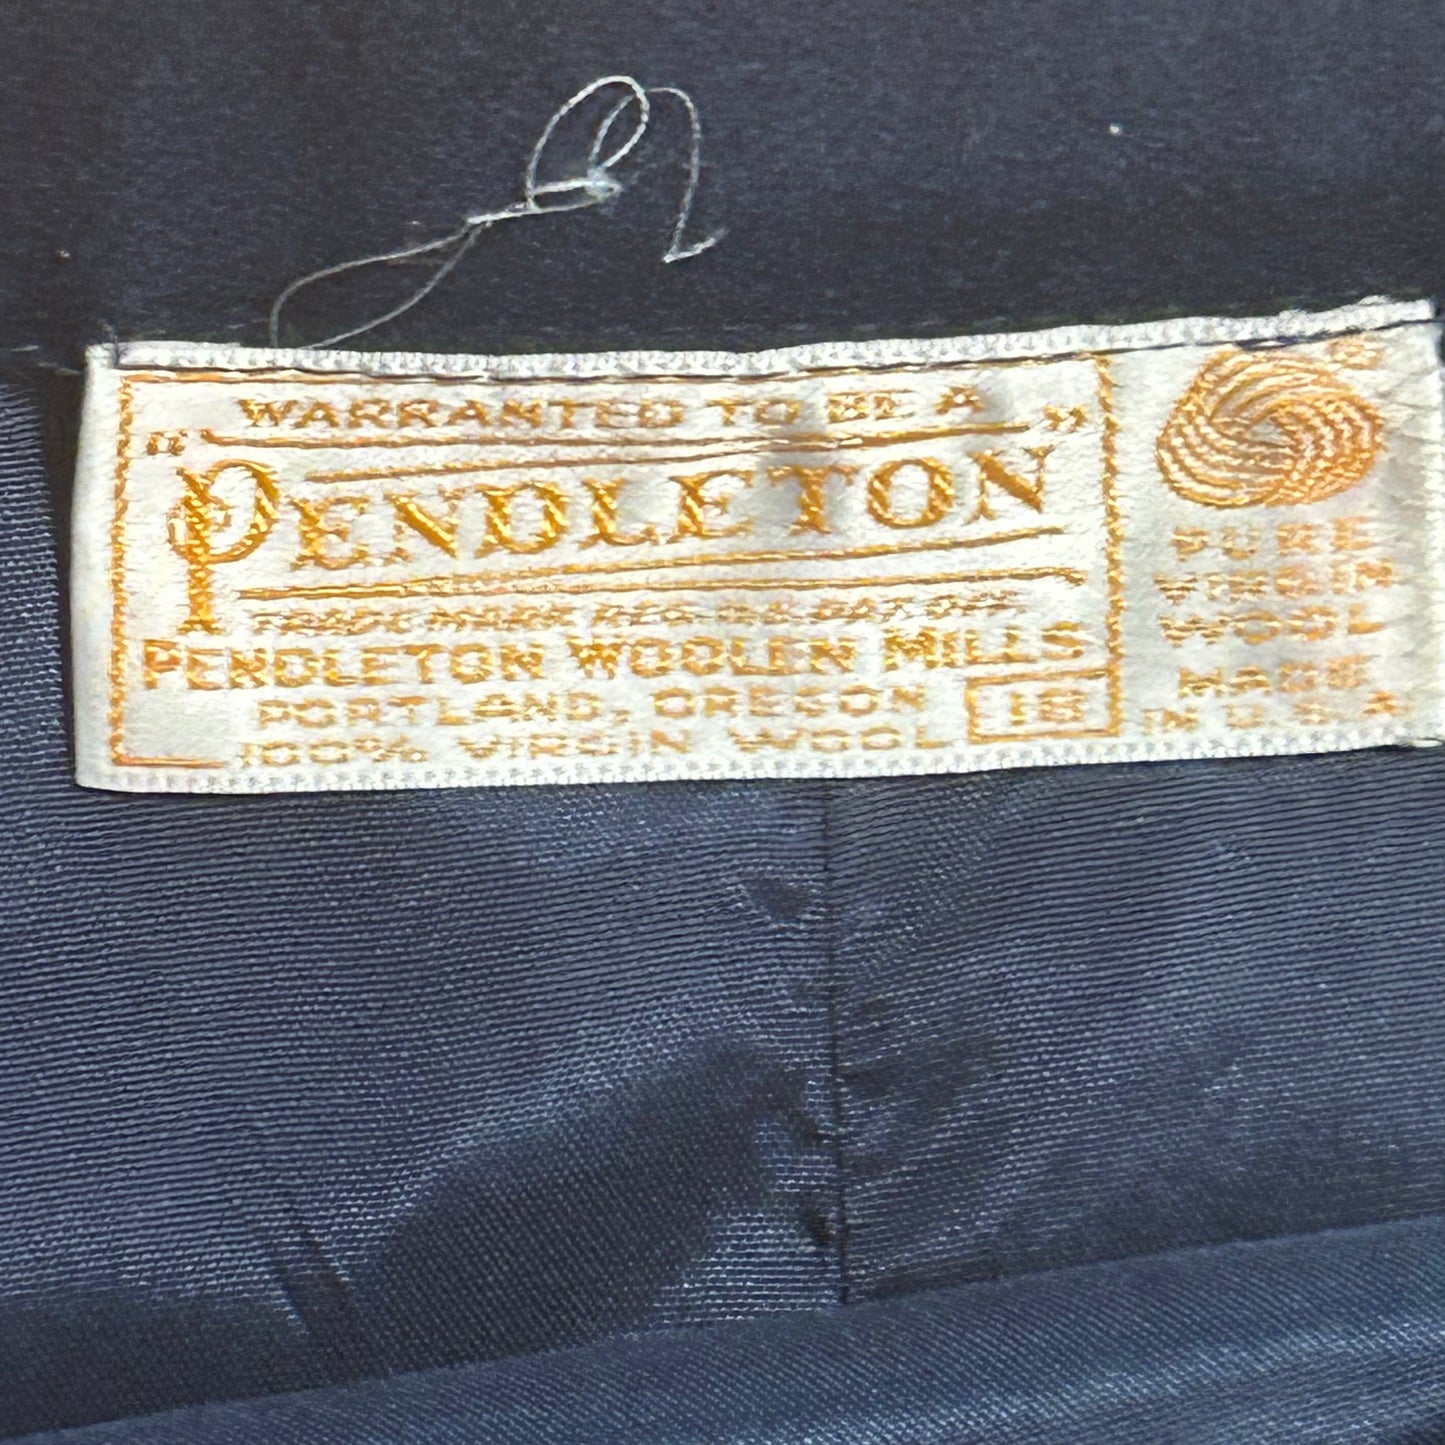 WARRANTED TO BE A
"PENDLETON"
TRADE MARK REG. U.S. PAT. OFF.
PENDLETON WOOLEN MILLS
PORTLAND, OREGON
100% VIRGIN WOOL
PURE
VIRGIN
WOOL
MADE
IN U.S.A